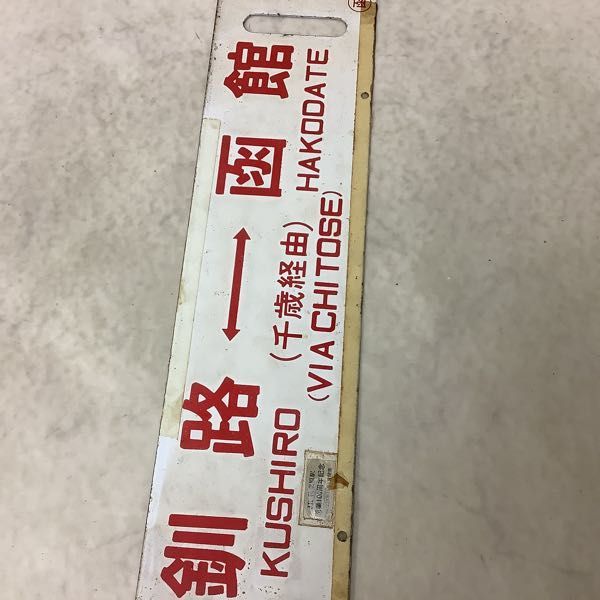 釧路 ←→ 函館
KUSHIRO HAKODATE
(千歳経由)
(VIA CHITOSE)